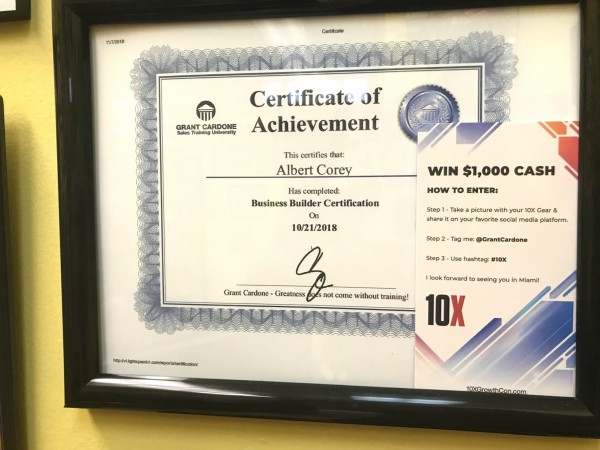 11/7/2018
Certificate
GRANT CARDONE
Sales Training University
Certificate of
Achievement
This certifies that:
Albert Corey
Has completed:
Business Builder Certification
On
10/21/2018
Grant Cardone - Greatness does not come without training!
WIN $1,000 CASH
HOW TO ENTER:
Step 1 - Take a picture with your 10X Gear &
share it on your favorite social media platform.
Step 2 - Tag me: @GrantCardone
Step 3 - Use hashtag: #10X
I look forward to seeing you in Miami!
10X
10XGrowthCon.com